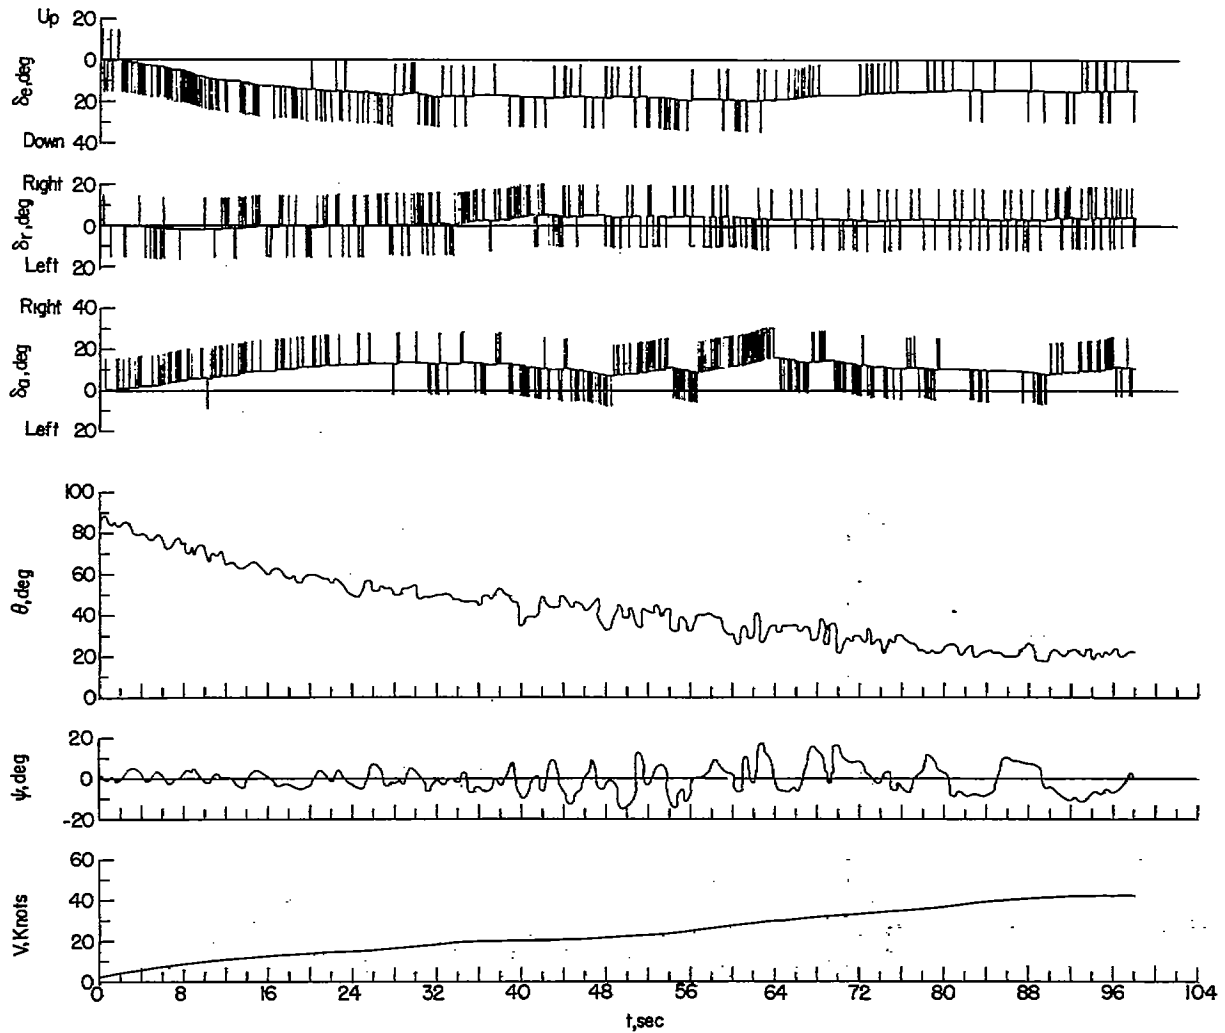 Up 20
0
20
Down 40
δe,deg
Right 20
0
Left 20
δr,deg
Right 40
20
0
Left 20
δa,deg
100
80
60
40
20
0
θ,deg
20
0
-20
ψ,deg
60
40
20
0
V,Knots
0 8 16 24 32 40 48 56 64 72 80 88 96 104
t,sec